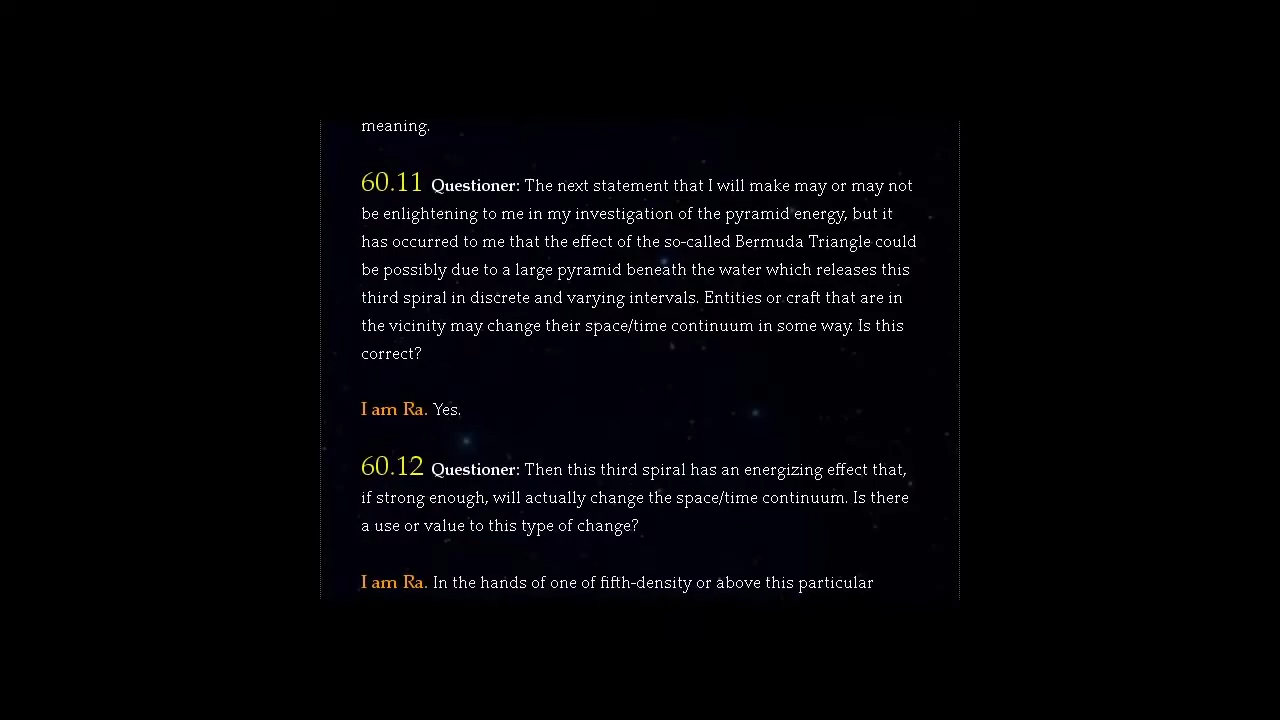 meaning.
60.11 Questioner: The next statement that I will make may or may not
be enlightening to me in my investigation of the pyramid energy, but it
has occurred to me that the effect of the so-called Bermuda Triangle could
be possibly due to a large pyramid beneath the water which releases this
third spiral in discrete and varying intervals. Entities or craft that are in
the vicinity may change their space/time continuum in some way. Is this
correct?
I am Ra. Yes.
60.12 Questioner: Then this third spiral has an energizing effect that,
if strong enough, will actually change the space/time continuum. Is there
a use or value to this type of change?
I am Ra. In the hands of one of fifth-density or above this particular